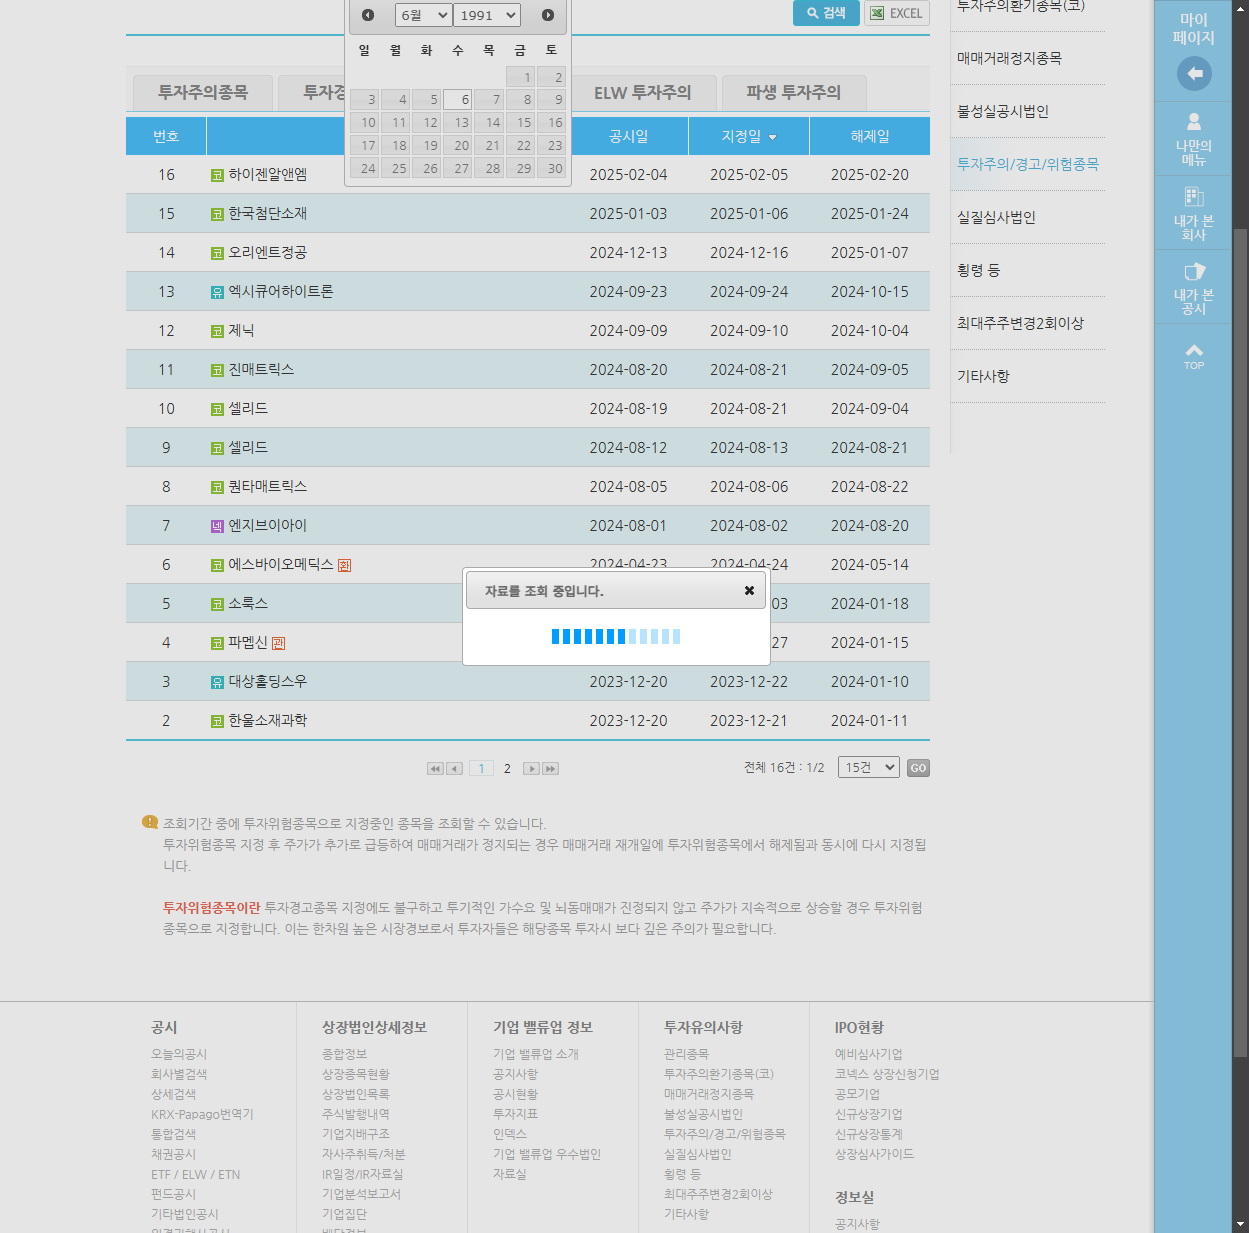 6월 1991
검색 EXCEL
일 월 화 수 목 금 토
1 2
3 4 5 6 7 8 9
10 11 12 13 14 15 16
17 18 19 20 21 22 23
24 25 26 27 28 29 30
투자주의종목 투자경 ELW 투자주의 파생 투자주의
번호 공시일 지정일 해제일
16 코 하이젠알앤엠 2025-02-04 2025-02-05 2025-02-20
15 코 한국첨단소재 2025-01-03 2025-01-06 2025-01-24
14 코 오리엔트정공 2024-12-13 2024-12-16 2025-01-07
13 유 엑시큐어하이트론 2024-09-23 2024-09-24 2024-10-15
12 코 제닉 2024-09-09 2024-09-10 2024-10-04
11 코 진매트릭스 2024-08-20 2024-08-21 2024-09-05
10 코 셀리드 2024-08-19 2024-08-21 2024-09-04
9 코 셀리드 2024-08-12 2024-08-13 2024-08-21
8 코 퀀타매트릭스 2024-08-05 2024-08-06 2024-08-22
7 넥 엔지브이아이 2024-08-01 2024-08-02 2024-08-20
6 코 에스바이오메딕스 환 2024-04-23 2024-04-24 2024-05-14
5 코 소룩스 03 2024-01-18
4 코 파멥신 관 27 2024-01-15
3 유 대상홀딩스우 2023-12-20 2023-12-22 2024-01-10
2 코 한울소재과학 2023-12-20 2023-12-21 2024-01-11
자료를 조회 중입니다.
1 2
전체 16건 : 1/2 15건 GO
조회기간 중에 투자위험종목으로 지정중인 종목을 조회할 수 있습니다.
투자위험종목 지정 후 주가가 추가로 급등하여 매매거래가 정지되는 경우 매매거래 재개일에 투자위험종목에서 해제됨과 동시에 다시 지정됩
니다.
투자위험종목이란 투자경고종목 지정에도 불구하고 투기적인 가수요 및 뇌동매매가 진정되지 않고 주가가 지속적으로 상승할 경우 투자위험
종목으로 지정합니다. 이는 한차원 높은 시장경보로서 투자자들은 해당종목 투자시 보다 깊은 주의가 필요합니다.
투자주의환기종목(코)
매매거래정지종목
불성실공시법인
투자주의/경고/위험종목
실질심사법인
횡령 등
최대주주변경2회이상
기타사항
마이
페이지
나만의
메뉴
내가 본
회사
내가 본
공시
TOP
공시
오늘의공시
회사별검색
상세검색
KRX-Papago번역기
통합검색
채권공시
ETF / ELW / ETN
펀드공시
기타법인공시
상장법인상세정보
종합정보
상장종목현황
상장법인목록
주식발행내역
기업지배구조
자사주취득/처분
IR일정/IR자료실
기업분석보고서
기업집단
기업 밸류업 정보
기업 밸류업 소개
공지사항
공시현황
투자지표
인덱스
기업 밸류업 우수법인
자료실
투자유의사항
관리종목
투자주의환기종목(코)
매매거래정지종목
불성실공시법인
투자주의/경고/위험종목
실질심사법인
횡령 등
최대주주변경2회이상
기타사항
IPO현황
예비심사기업
코넥스 상장신청기업
공모기업
신규상장기업
신규상장통계
상장심사가이드
정보실
공지사항